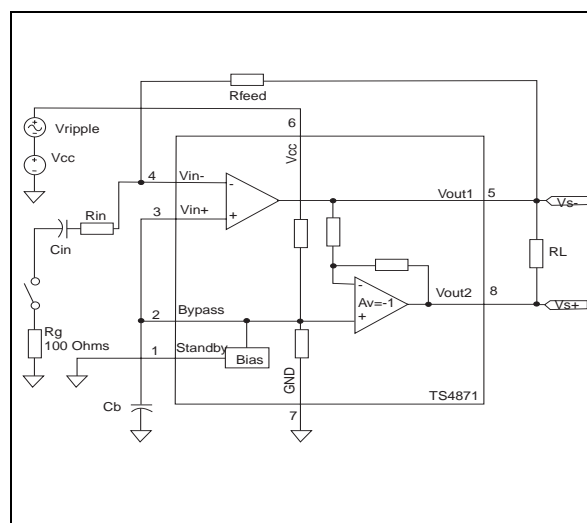 Rfeed
Vripple
6
Vcc
Vcc
4
Vin-
-
Vout1
5
Vs-
Rin
3
Vin+
+
Cin
RL
-
Av=-1
Vout2
8
Vs+
+
2
Bypass
Rg
100 Ohms
1
Standby
Bias
GND
Cb
7
TS4871